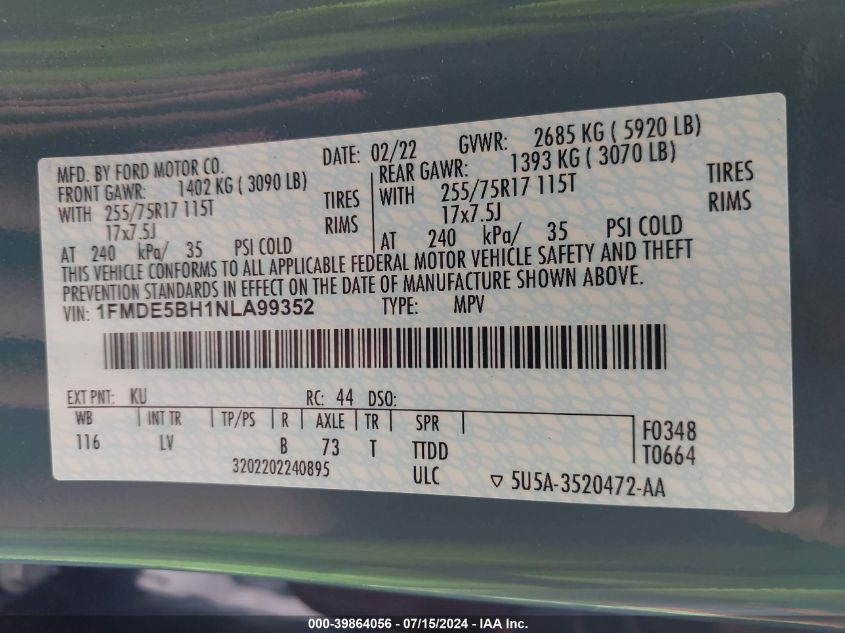 MFD. BY FORD MOTOR CO. DATE: 02/22 GVWR: 2685 KG ( 5920 LB)
FRONT GAWR: 1402 KG ( 3090 LB) REAR GAWR: 1393 KG ( 3070 LB)
WITH 255/75R17 115T TIRES WITH 255/75R17 115T TIRES
17x7.5J RIMS 17x7.5J RIMS
AT 240 kPa/ 35 PSI COLD AT 240 kPa/ 35 PSI COLD
THIS VEHICLE CONFORMS TO ALL APPLICABLE FEDERAL MOTOR VEHICLE SAFETY AND THEFT
PREVENTION STANDARDS IN EFFECT ON THE DATE OF MANUFACTURE SHOWN ABOVE.
VIN: 1FMDE5BH1NLA99352 TYPE: MPV
EXT PNT: KU RC: 44 DSO:
WB INT TR TP/PS R AXLE TR SPR
116 LV B 73 T TTDD
F0348
T0664
3202202240895 ULC ▽ 5U5A-3520472-AA
000-39864056 - 07/15/2024 - IAA Inc.